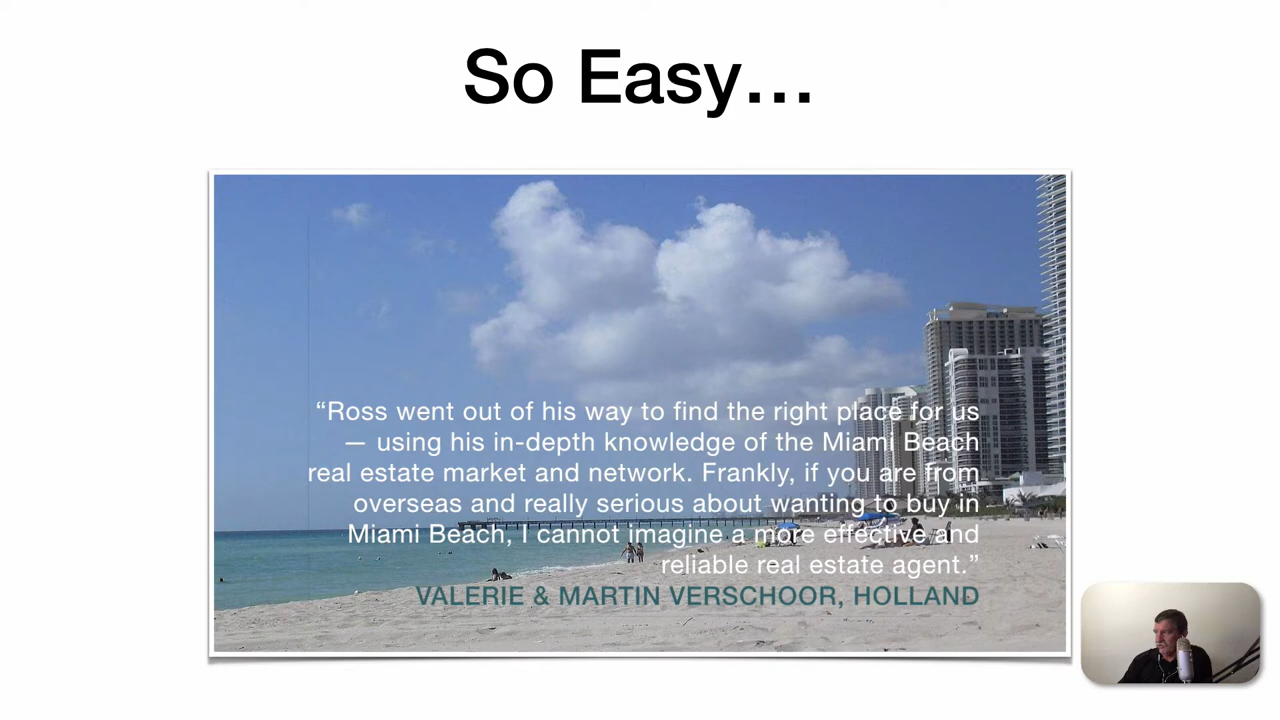 So Easy…
“Ross went out of his way to find the right place for us
— using his in-depth knowledge of the Miami Beach
real estate market and network. Frankly, if you are from
overseas and really serious about wanting to buy in
Miami Beach, I cannot imagine a more effective and
reliable real estate agent.”
VALERIE & MARTIN VERSCHOOR, HOLLAND